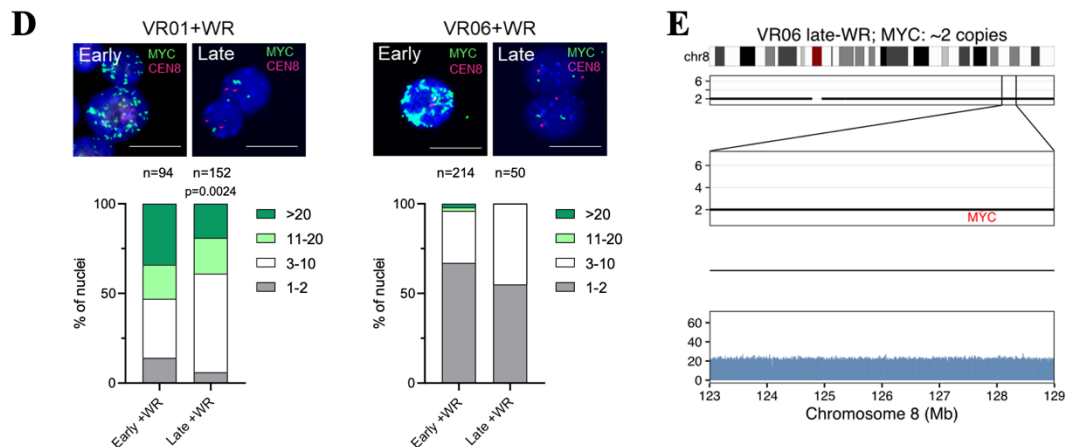 D
VR01+WR
Early
MYC
CEN8
Late
MYC
CEN8
n=94
n=152
p=0.0024
100
50
0
% of nuclei
>20
11-20
3-10
1-2
Early +WR
Late +WR
VR06+WR
Early
MYC
CEN8
Late
MYC
CEN8
n=214
n=50
100
50
0
% of nuclei
>20
11-20
3-10
1-2
Early +WR
Late +WR
E
VR06 late-WR; MYC: ~2 copies
chr8
6
4
2
6
4
2
MYC
60
40
20
0
123 124 125 126 127 128 129
Chromosome 8 (Mb)